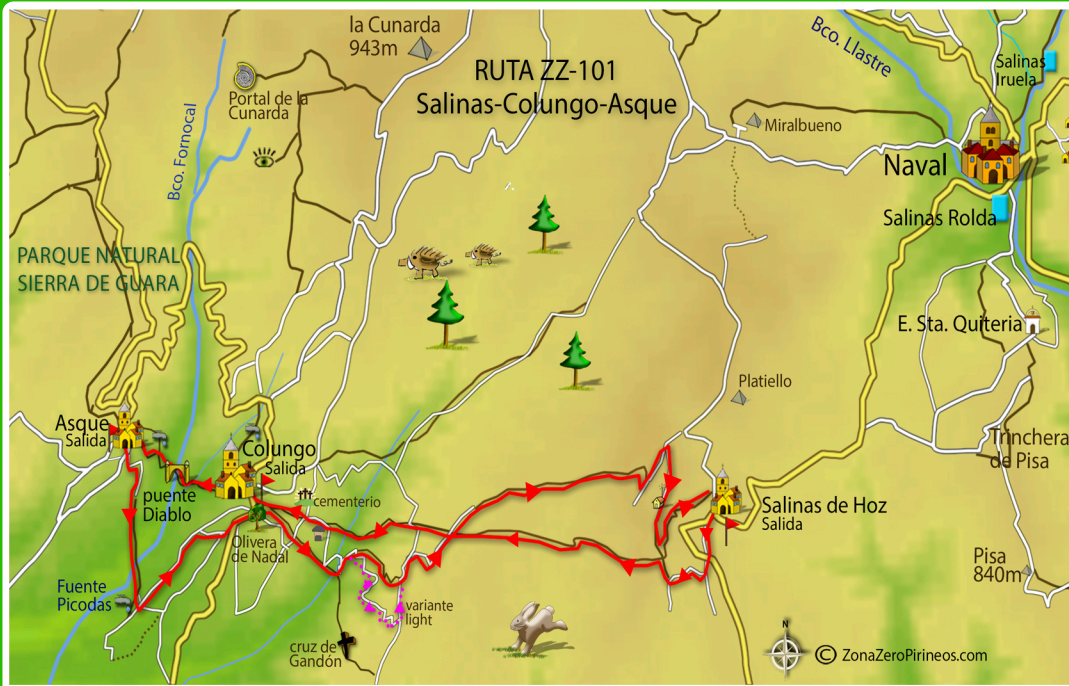 la Cunarda
943m
RUTA ZZ-101
Salinas-Colungo-Asque
Bco. Llastre
Salinas
Iruela
Portal de la
Cunarda
Bco. Fornocal
Miralbueno
Naval
Salinas Rolda
PARQUE NATURAL
SIERRA DE GUARA
E. Sta. Quiteria
Platiello
Asque
Salida
Colungo
Salida
Trinchera
de Pisa
puente
Diablo
cementerio
Salinas de Hoz
Salida
Olivera
de Nadal
Pisa
840m
Fuente
Picodas
variante
light
cruz de
Gandón
N
© ZonaZeroPirineos.com